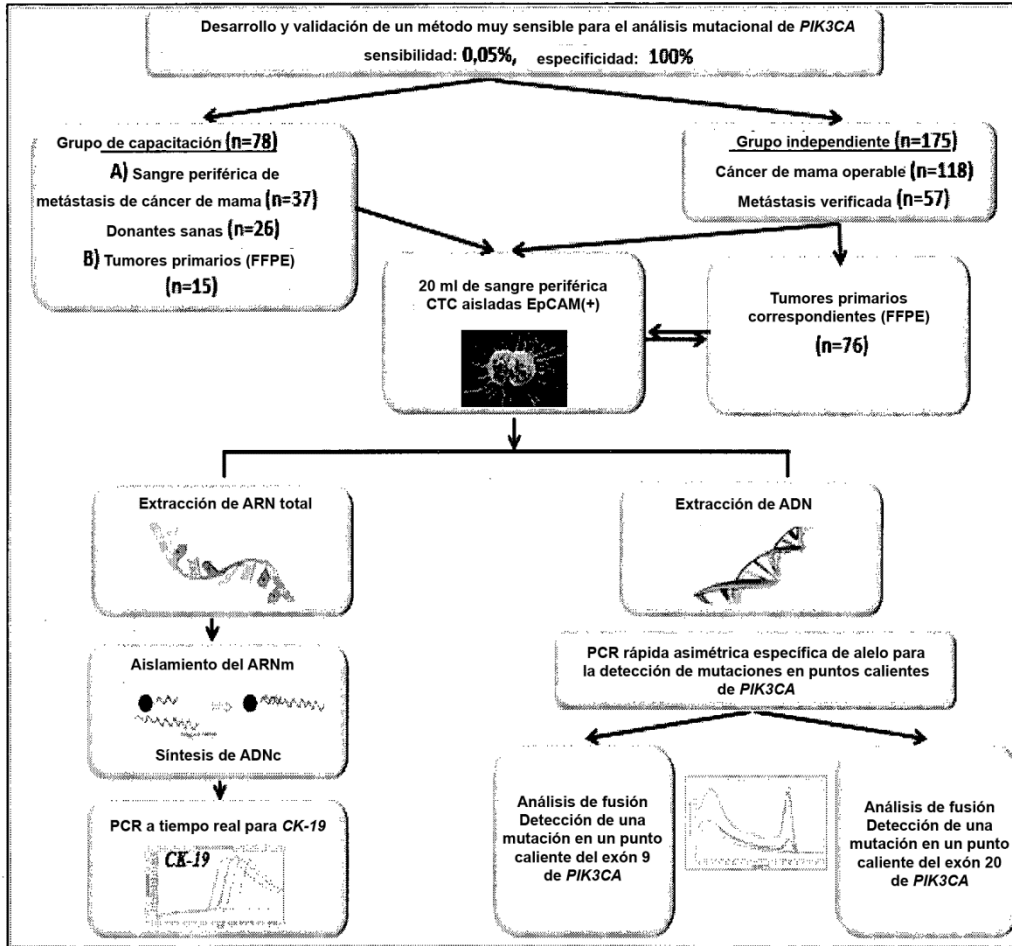 Desarrollo y validación de un método muy sensible para el análisis mutacional de PIK3CA
sensibilidad: 0,05%, especificidad: 100%
Grupo de capacitación (n=78)
A) Sangre periférica de
metástasis de cáncer de mama (n=37)
Donantes sanas (n=26)
B) Tumores primarios (FFPE)
(n=15)
Grupo independiente (n=175)
Cáncer de mama operable (n=118)
Metástasis verificada (n=57)
20 ml de sangre periférica
CTC aisladas EpCAM(+)
Tumores primarios
correspondientes (FFPE)
(n=76)
Extracción de ARN total
Extracción de ADN
Aislamiento del ARNm
Síntesis de ADNc
PCR rápida asimétrica específica de alelo para
la detección de mutaciones en puntos calientes
de PIK3CA
PCR a tiempo real para CK-19
CK-19
Análisis de fusión
Detección de una
mutación en un punto
caliente del exón 9
de PIK3CA
Análisis de fusión
Detección de una
mutación en un punto
caliente del exón 20
de PIK3CA